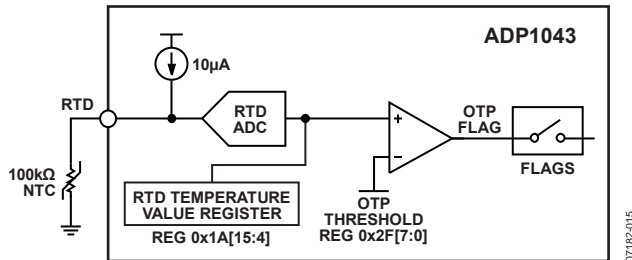 ADP1043
10µA
RTD
RTD
ADC
100kΩ
NTC
+
–
OTP
FLAG
FLAGS
RTD TEMPERATURE
VALUE REGISTER
REG 0x1A[15:4]
OTP
THRESHOLD
REG 0x2F[7:0]
07182-015